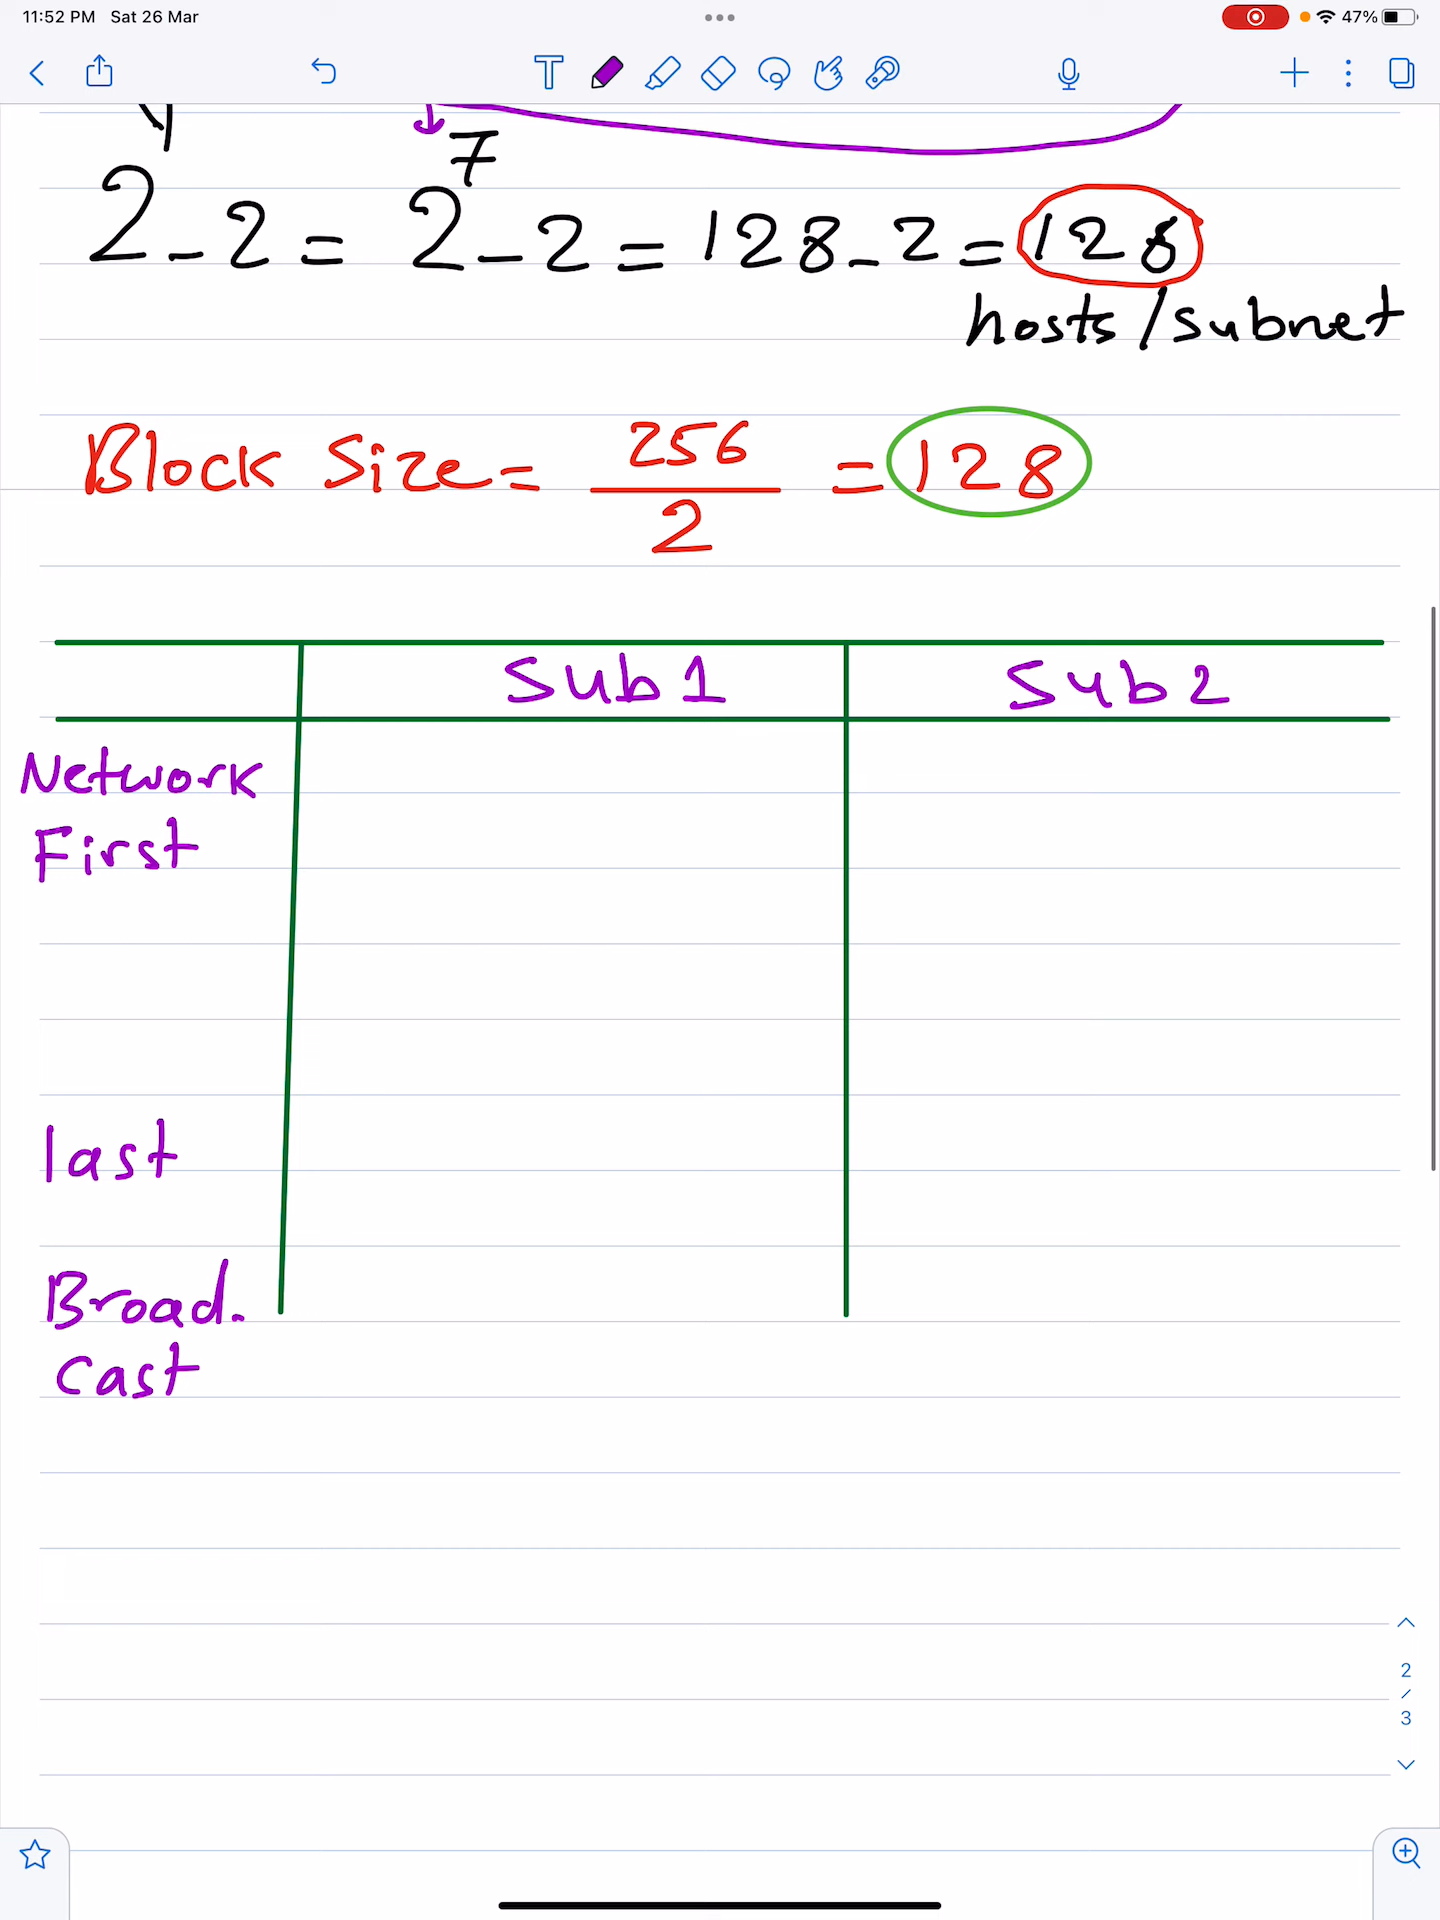 11:52 PM Sat 26 Mar
47%
T
y 7
2 - 2 = 2 - 2 = 128 - 2 = 128
hosts / subnet
Block Size = 256 / 2 = 128
Sub 1 Sub 2
Network
First
last
Broad-
Cast
2
/
3